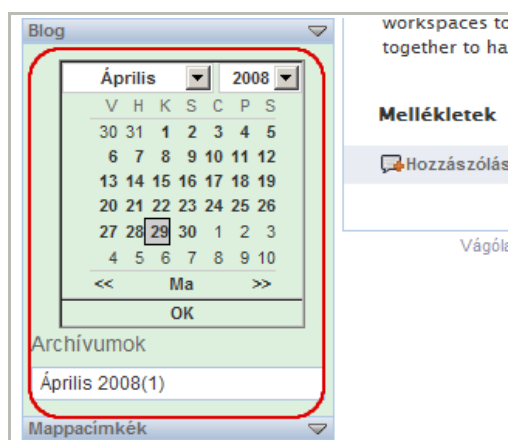 Blog
Április 2008
V H K S C P S
30 31 1 2 3 4 5
6 7 8 9 10 11 12
13 14 15 16 17 18 19
20 21 22 23 24 25 26
27 28 29 30 1 2 3
4 5 6 7 8 9 10
<< Ma >>
OK
Archívumok
Április 2008(1)
Mappacímkék
workspaces to
together to ha
Mellékletek
Hozzászólás
Vágóla